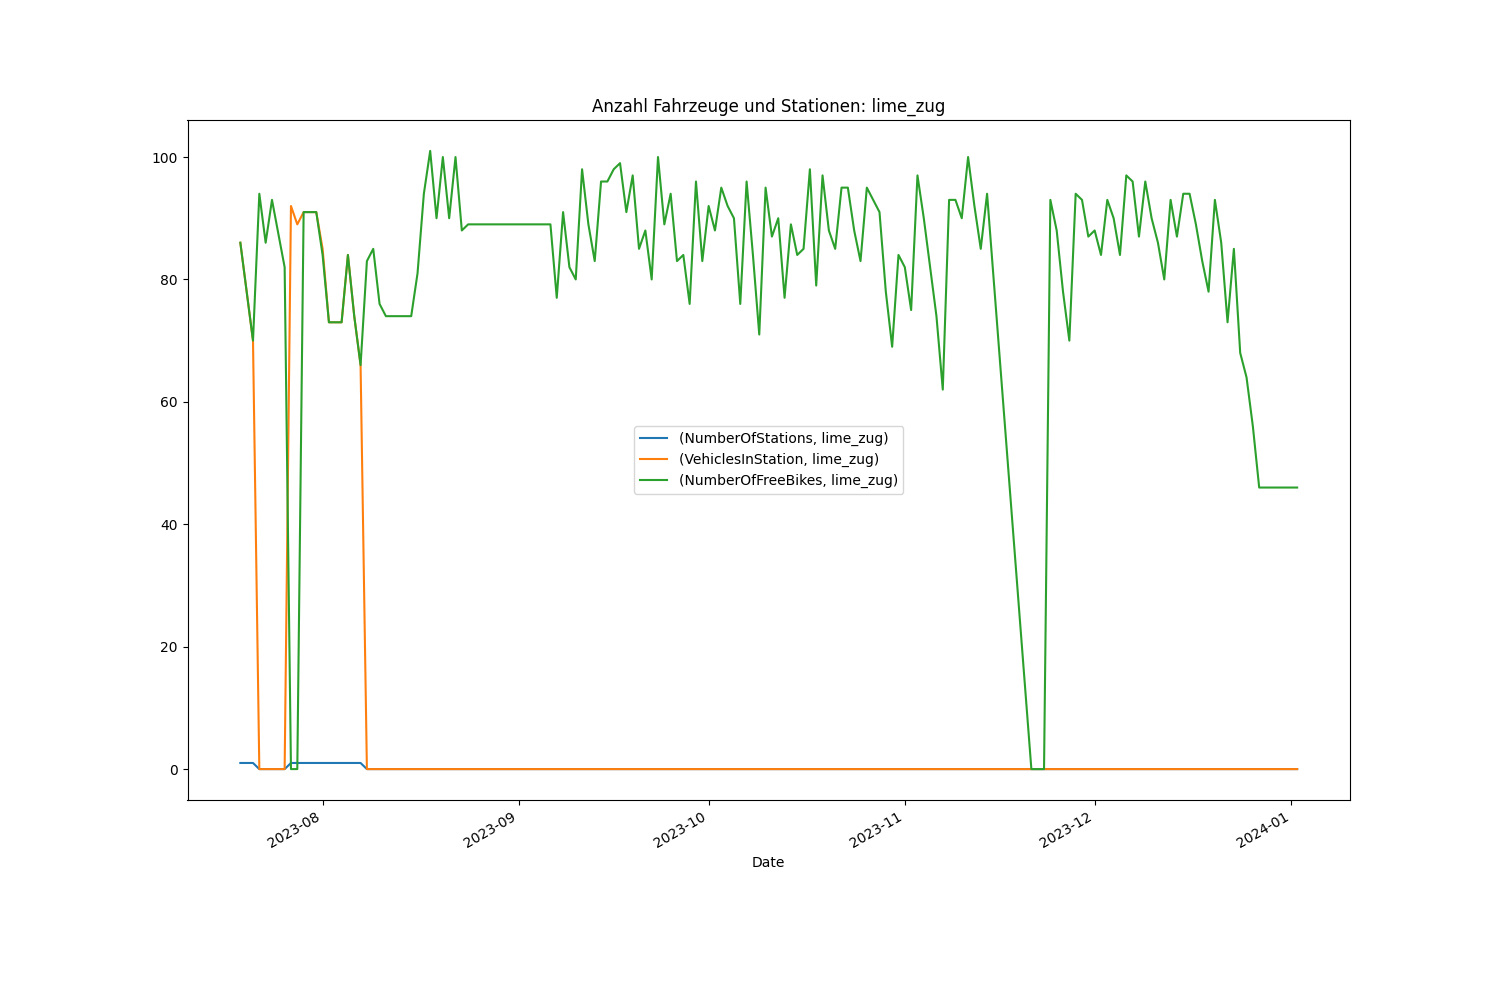 Anzahl Fahrzeuge und Stationen: lime_zug
100
80
60
40
20
0
(NumberOfStations, lime_zug)
(VehiclesInStation, lime_zug)
(NumberOfFreeBikes, lime_zug)
2023-08
2023-09
2023-10
2023-11
2023-12
2024-01
Date